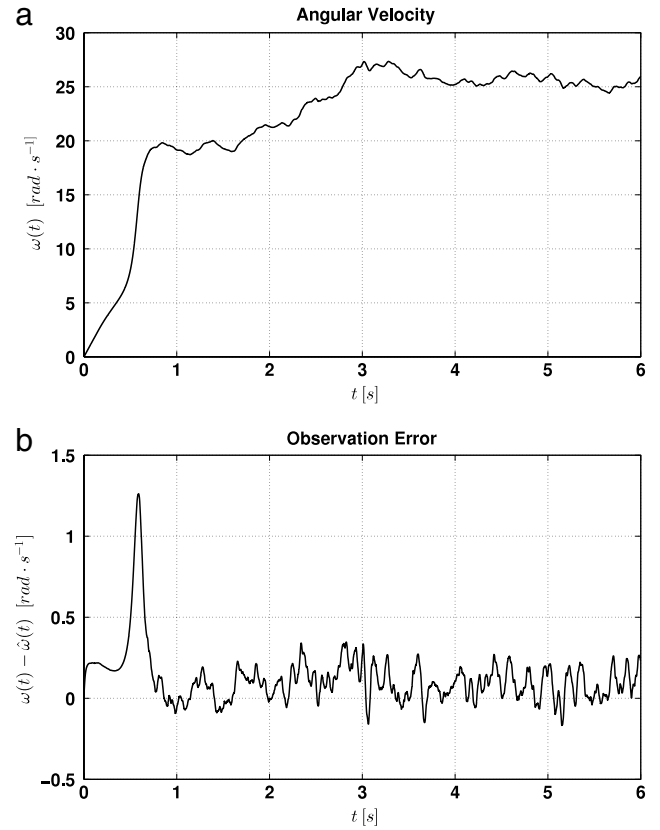 a
Angular Velocity
30
25
20
15
10
5
0
ω(t) [rad · s⁻¹]
0 1 2 3 4 5 6
t [s]
b
Observation Error
1.5
1
0.5
0
−0.5
ω(t) − ω̂(t) [rad · s⁻¹]
0 1 2 3 4 5 6
t [s]